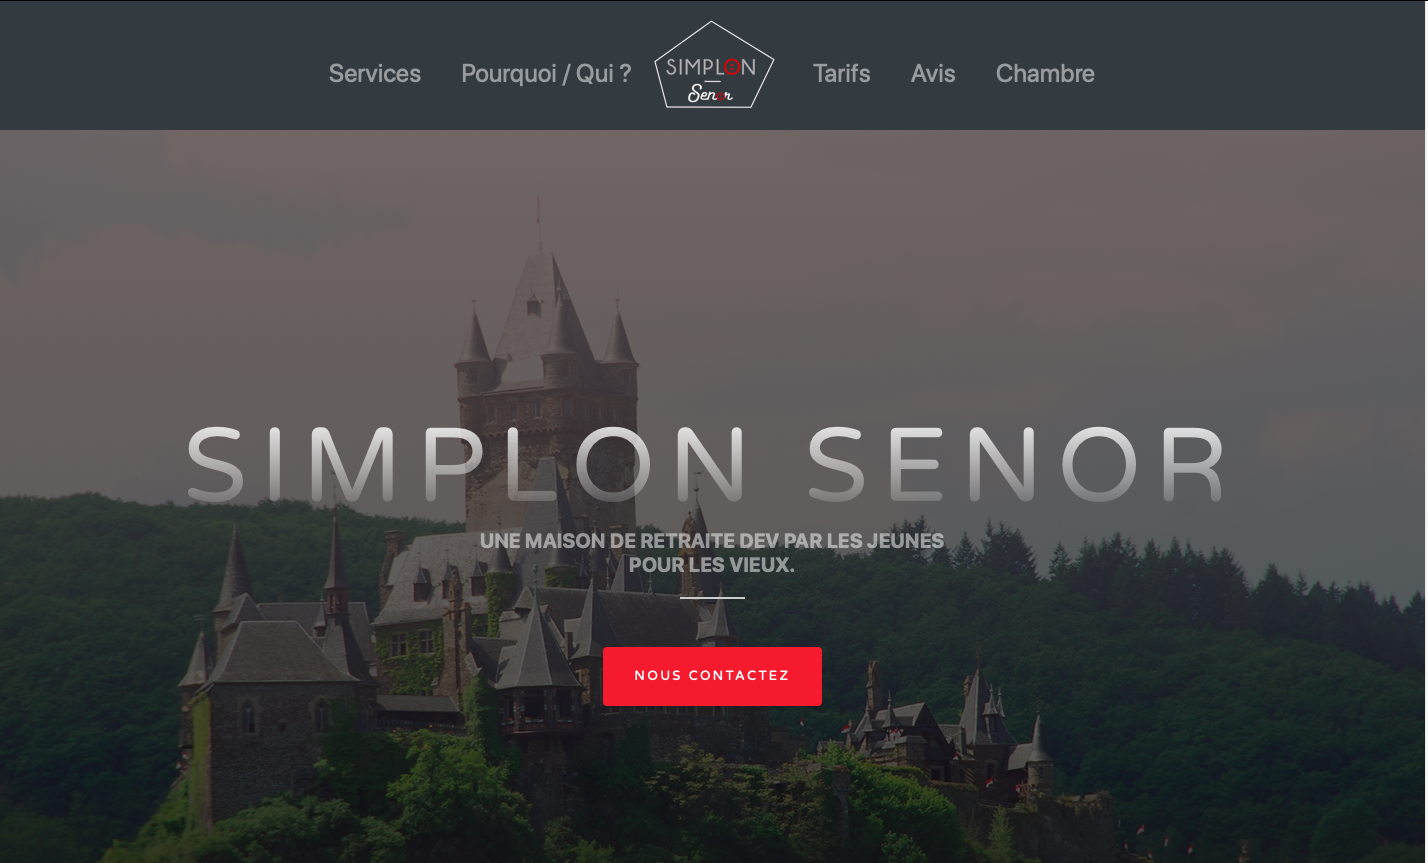 Services
Pourquoi / Qui ?
SIMPLON
Senor
Tarifs
Avis
Chambre
SIMPLON SENOR
UNE MAISON DE RETRAITE DEV PAR LES JEUNES
POUR LES VIEUX.
NOUS CONTACTEZ